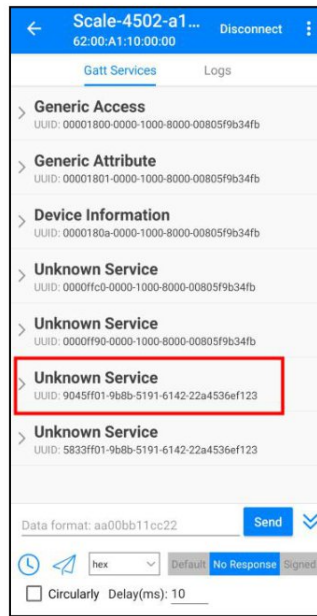 Scale-4502-a1... Disconnect
62:00:A1:10:00:00
Gatt Services Logs
Generic Access
UUID: 00001800-0000-1000-8000-00805f9b34fb
Generic Attribute
UUID: 00001801-0000-1000-8000-00805f9b34fb
Device Information
UUID: 0000180a-0000-1000-8000-00805f9b34fb
Unknown Service
UUID: 0000ffc0-0000-1000-8000-00805f9b34fb
Unknown Service
UUID: 0000ff90-0000-1000-8000-00805f9b34fb
Unknown Service
UUID: 9045ff01-9b8b-5191-6142-22a4536ef123
Unknown Service
UUID: 5833ff01-9b8b-5191-6142-22a4536ef123
Data format: aa00bb11cc22 Send
hex Default No Response Signed
Circularly Delay(ms): 10